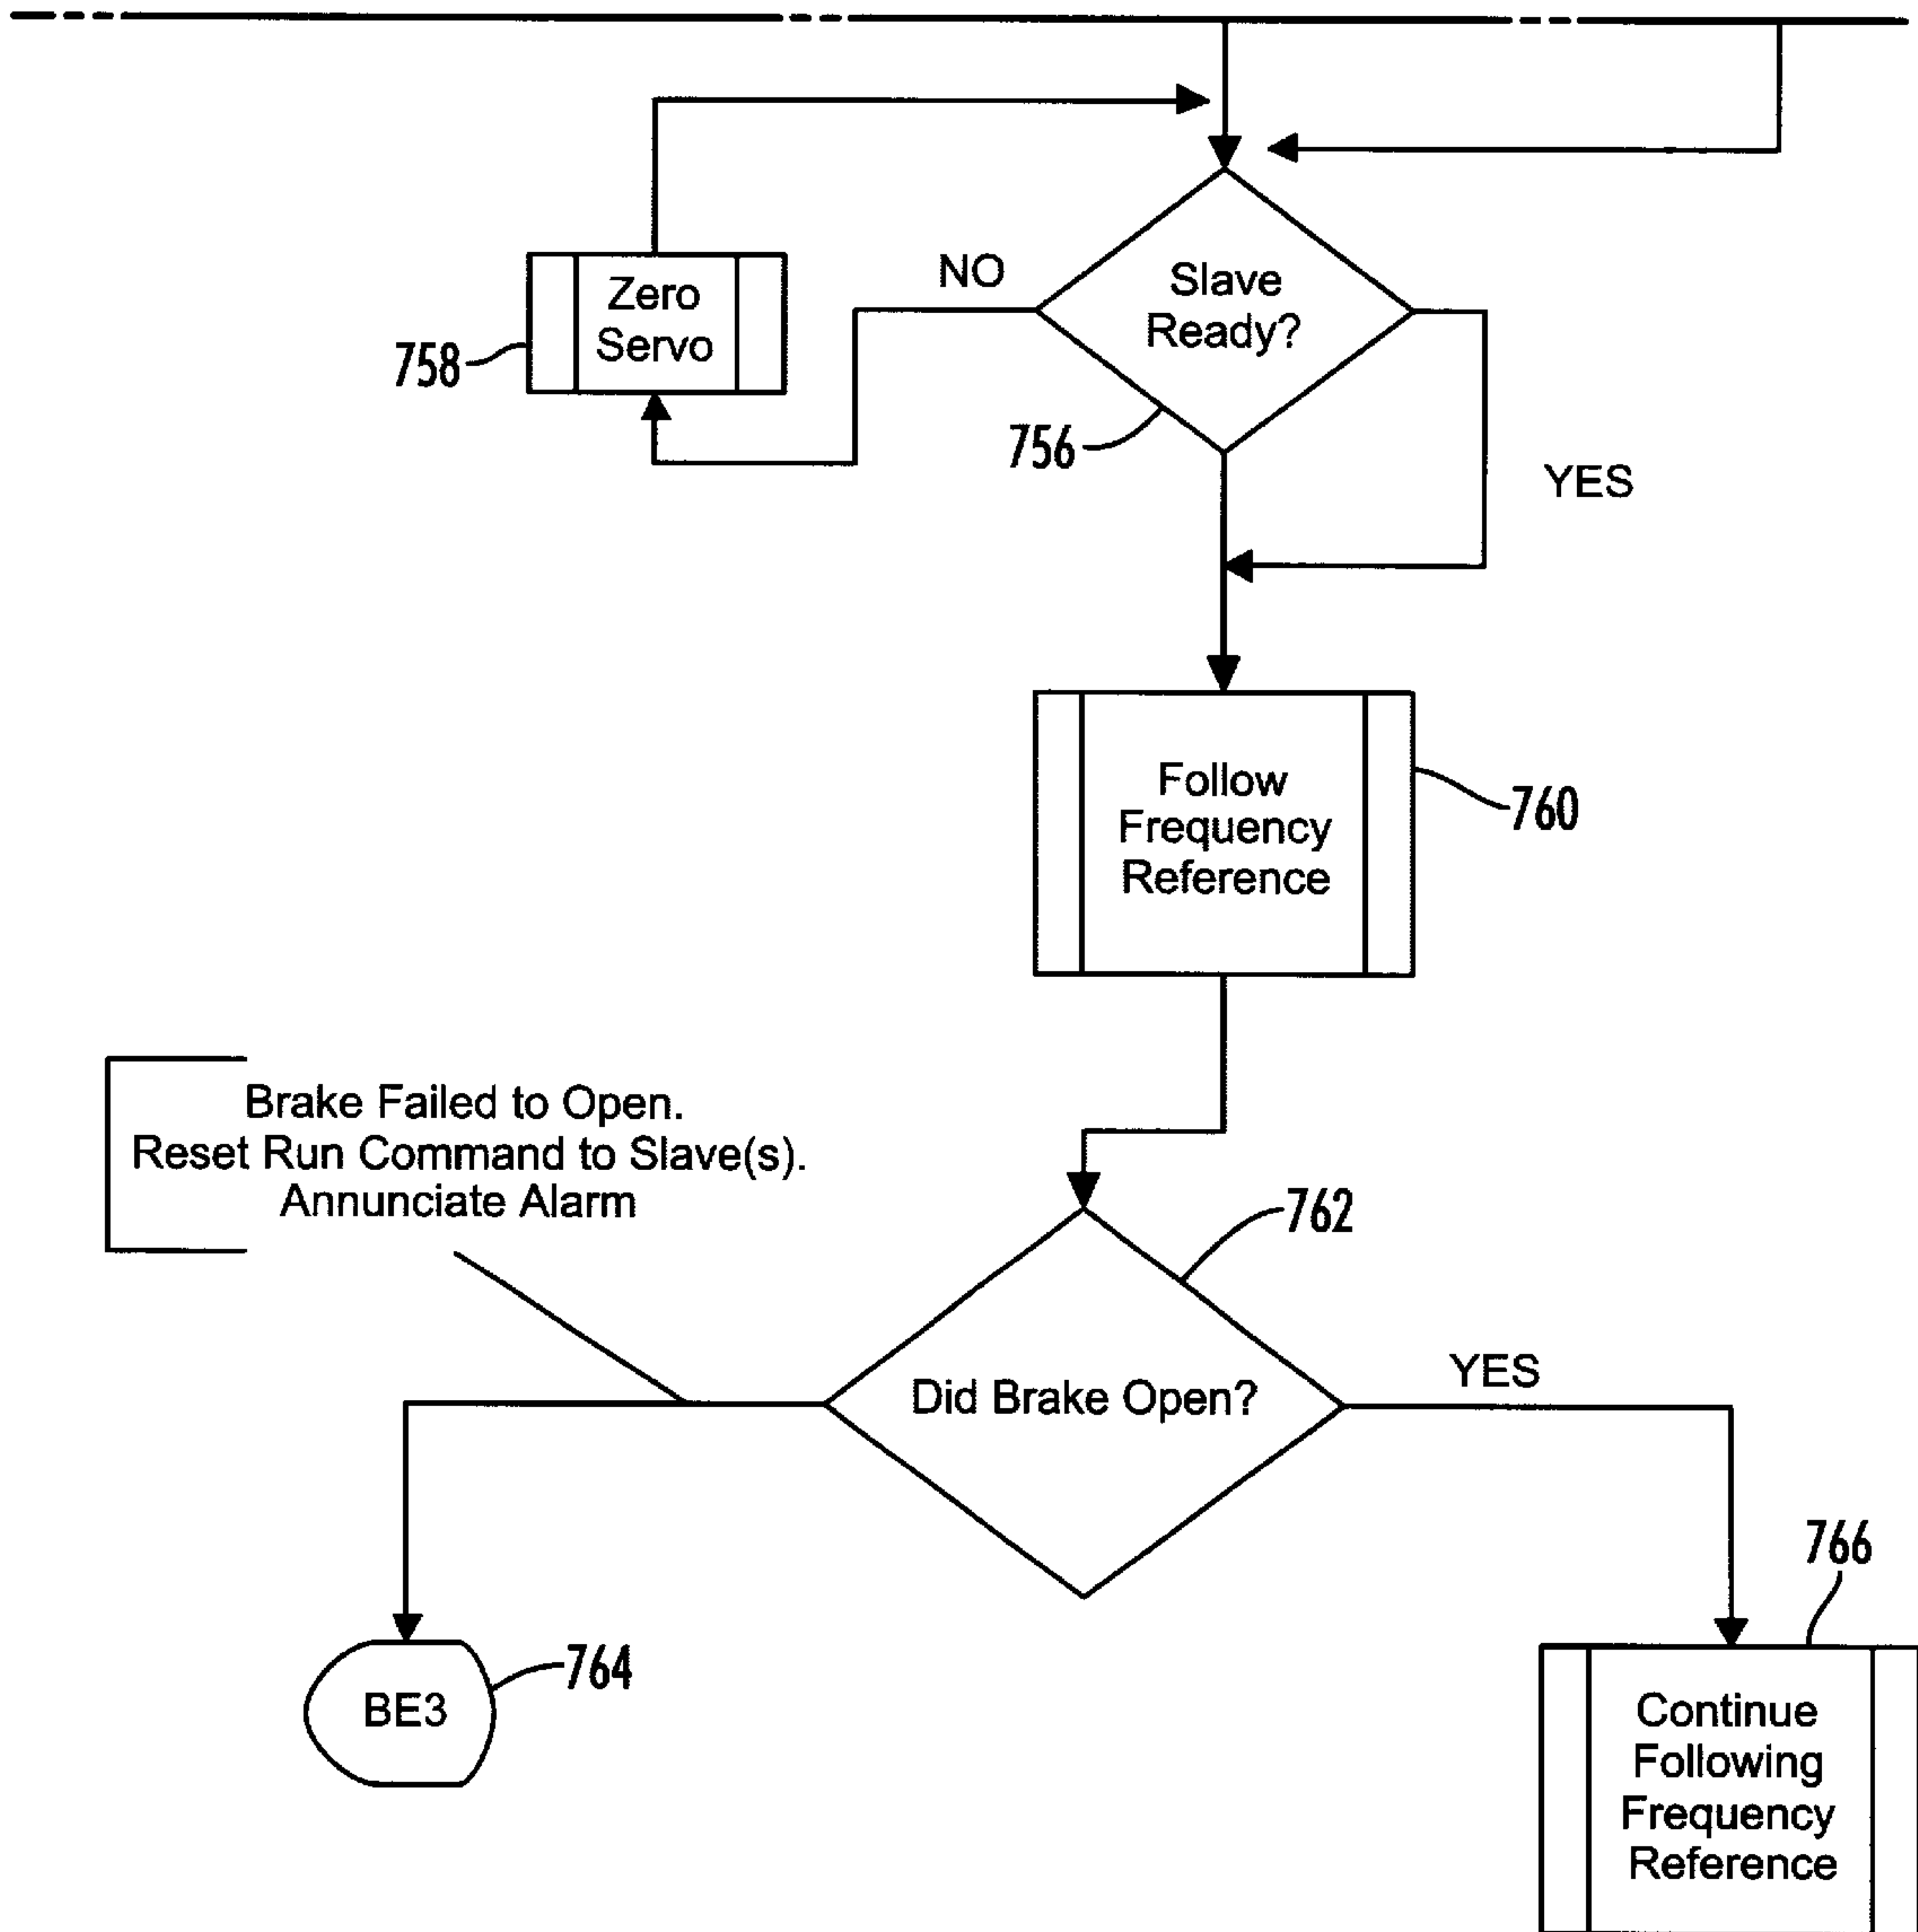 NO
Slave
Ready?
Zero
Servo
758
756
YES
Follow
Frequency
Reference
760
Brake Failed to Open.
Reset Run Command to Slave(s).
Annunciate Alarm
762
Did Brake Open?
YES
766
764
BE3
Continue
Following
Frequency
Reference